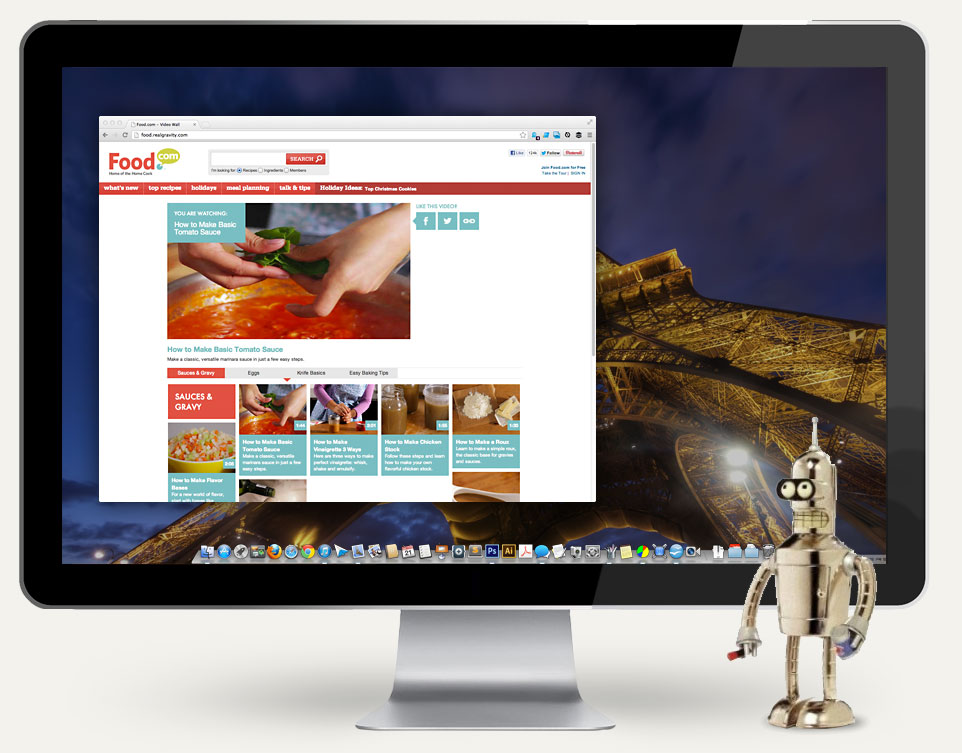 Food.com - Video Wall
food.realgravity.com
Food.com
Home of the Home Cook
SEARCH
I'm looking for: Recipes Ingredients Members
Like 124k Follow Pinterest
Join Food.com for Free
Take the Tour | SIGN IN
what's new top recipes holidays meal planning talk & tips Holiday Ideas: Top Christmas Cookies
YOU ARE WATCHING:
How to Make Basic
Tomato Sauce
LIKE THIS VIDEO?
How to Make Basic Tomato Sauce
Make a classic, versatile marinara sauce in just a few easy steps.
Sauces & Gravy Eggs Knife Basics Easy Baking Tips
SAUCES &
GRAVY
2:05
How to Make Flavor
Bases
For a new world of flavor,
start with lower the
1:44
How to Make Basic
Tomato Sauce
Make a classic, versatile
marinara sauce in just a few
easy steps.
2:01
How to Make
Vinaigrette 3 Ways
Here are three ways to make
perfect vinaigrette: whisk,
shake and emulsify.
1:55
How to Make Chicken
Stock
Follow these steps and learn
how to make your own
flavorful chicken stock.
1:30
How to Make a Roux
Learn to make a simple roux,
the classic base for gravies
and sauces.
21
Ps
Ai